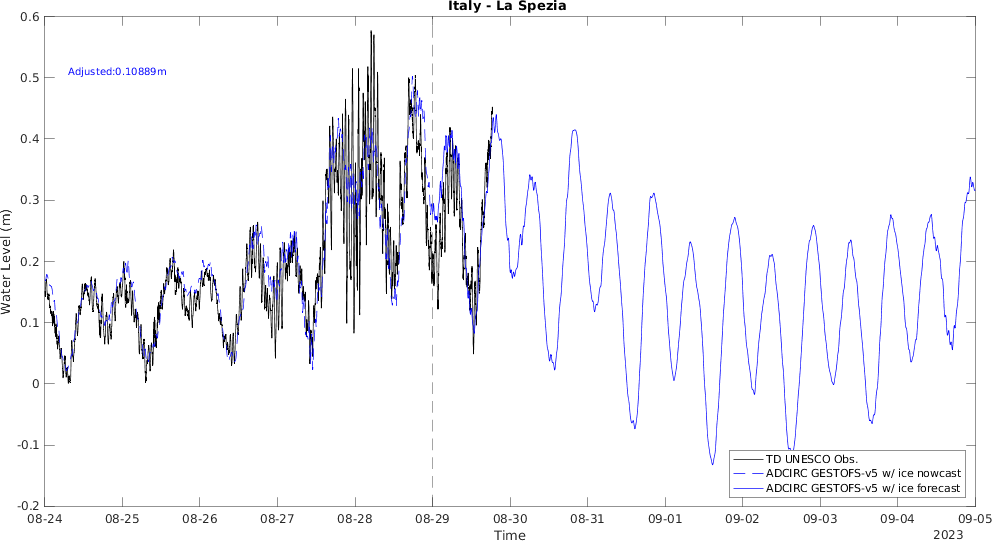 Italy - La Spezia
Adjusted:0.10889m
Water Level (m)
0.6
0.5
0.4
0.3
0.2
0.1
0
-0.1
-0.2
08-24 08-25 08-26 08-27 08-28 08-29 08-30 08-31 09-01 09-02 09-03 09-04 09-05
Time
2023
TD UNESCO Obs.
ADCIRC GESTOFS-v5 w/ ice nowcast
ADCIRC GESTOFS-v5 w/ ice forecast